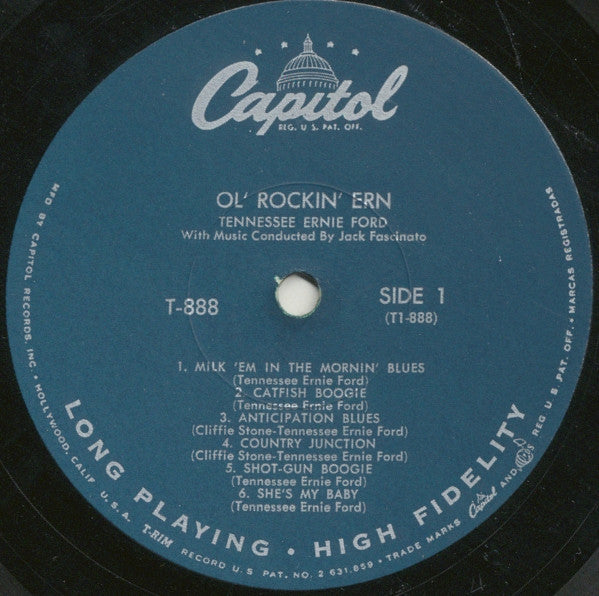 Capitol
REG. U. S. PAT. OFF.
OL' ROCKIN' ERN
TENNESSEE ERNIE FORD
With Music Conducted By Jack Fascinato
T-888
SIDE 1
(T1-888)
1. MILK 'EM IN THE MORNIN' BLUES
(Tennessee Ernie Ford)
2. CATFISH BOOGIE
(Tennessee Ernie Ford)
3. ANTICIPATION BLUES
(Cliffie Stone-Tennessee Ernie Ford)
4. COUNTRY JUNCTION
(Cliffie Stone-Tennessee Ernie Ford)
5. SHOT-GUN BOOGIE
(Tennessee Ernie Ford)
6. SHE'S MY BABY
(Tennessee Ernie Ford)
LONG PLAYING • HIGH FIDELITY
MFD BY CAPITOL RECORDS, INC. • HOLLYWOOD, CALIF. U. S. A. T-RIM RECORD U S PAT. NO. 2 631,859 • TRADE MARKS Capitol AND REG. U S PAT. OFF. • MARCAS REGISTRADAS